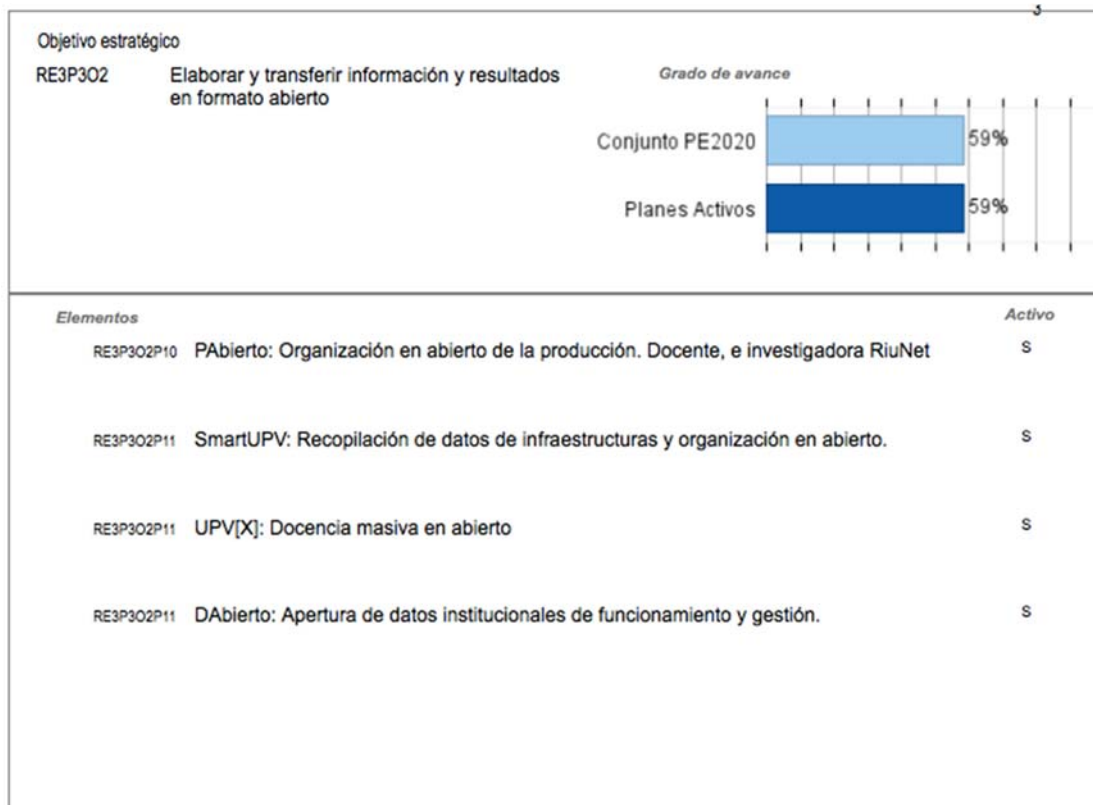 Objetivo estratégico
RE3P3O2 Elaborar y transferir información y resultados
en formato abierto
Grado de avance
Conjunto PE2020 59%
Planes Activos 59%
Elementos Activo
RE3P3O2P10 PAbierto: Organización en abierto de la producción. Docente, e investigadora RiuNet S
RE3P3O2P11 SmartUPV: Recopilación de datos de infraestructuras y organización en abierto. S
RE3P3O2P11 UPV[X]: Docencia masiva en abierto S
RE3P3O2P11 DAbierto: Apertura de datos institucionales de funcionamiento y gestión. S